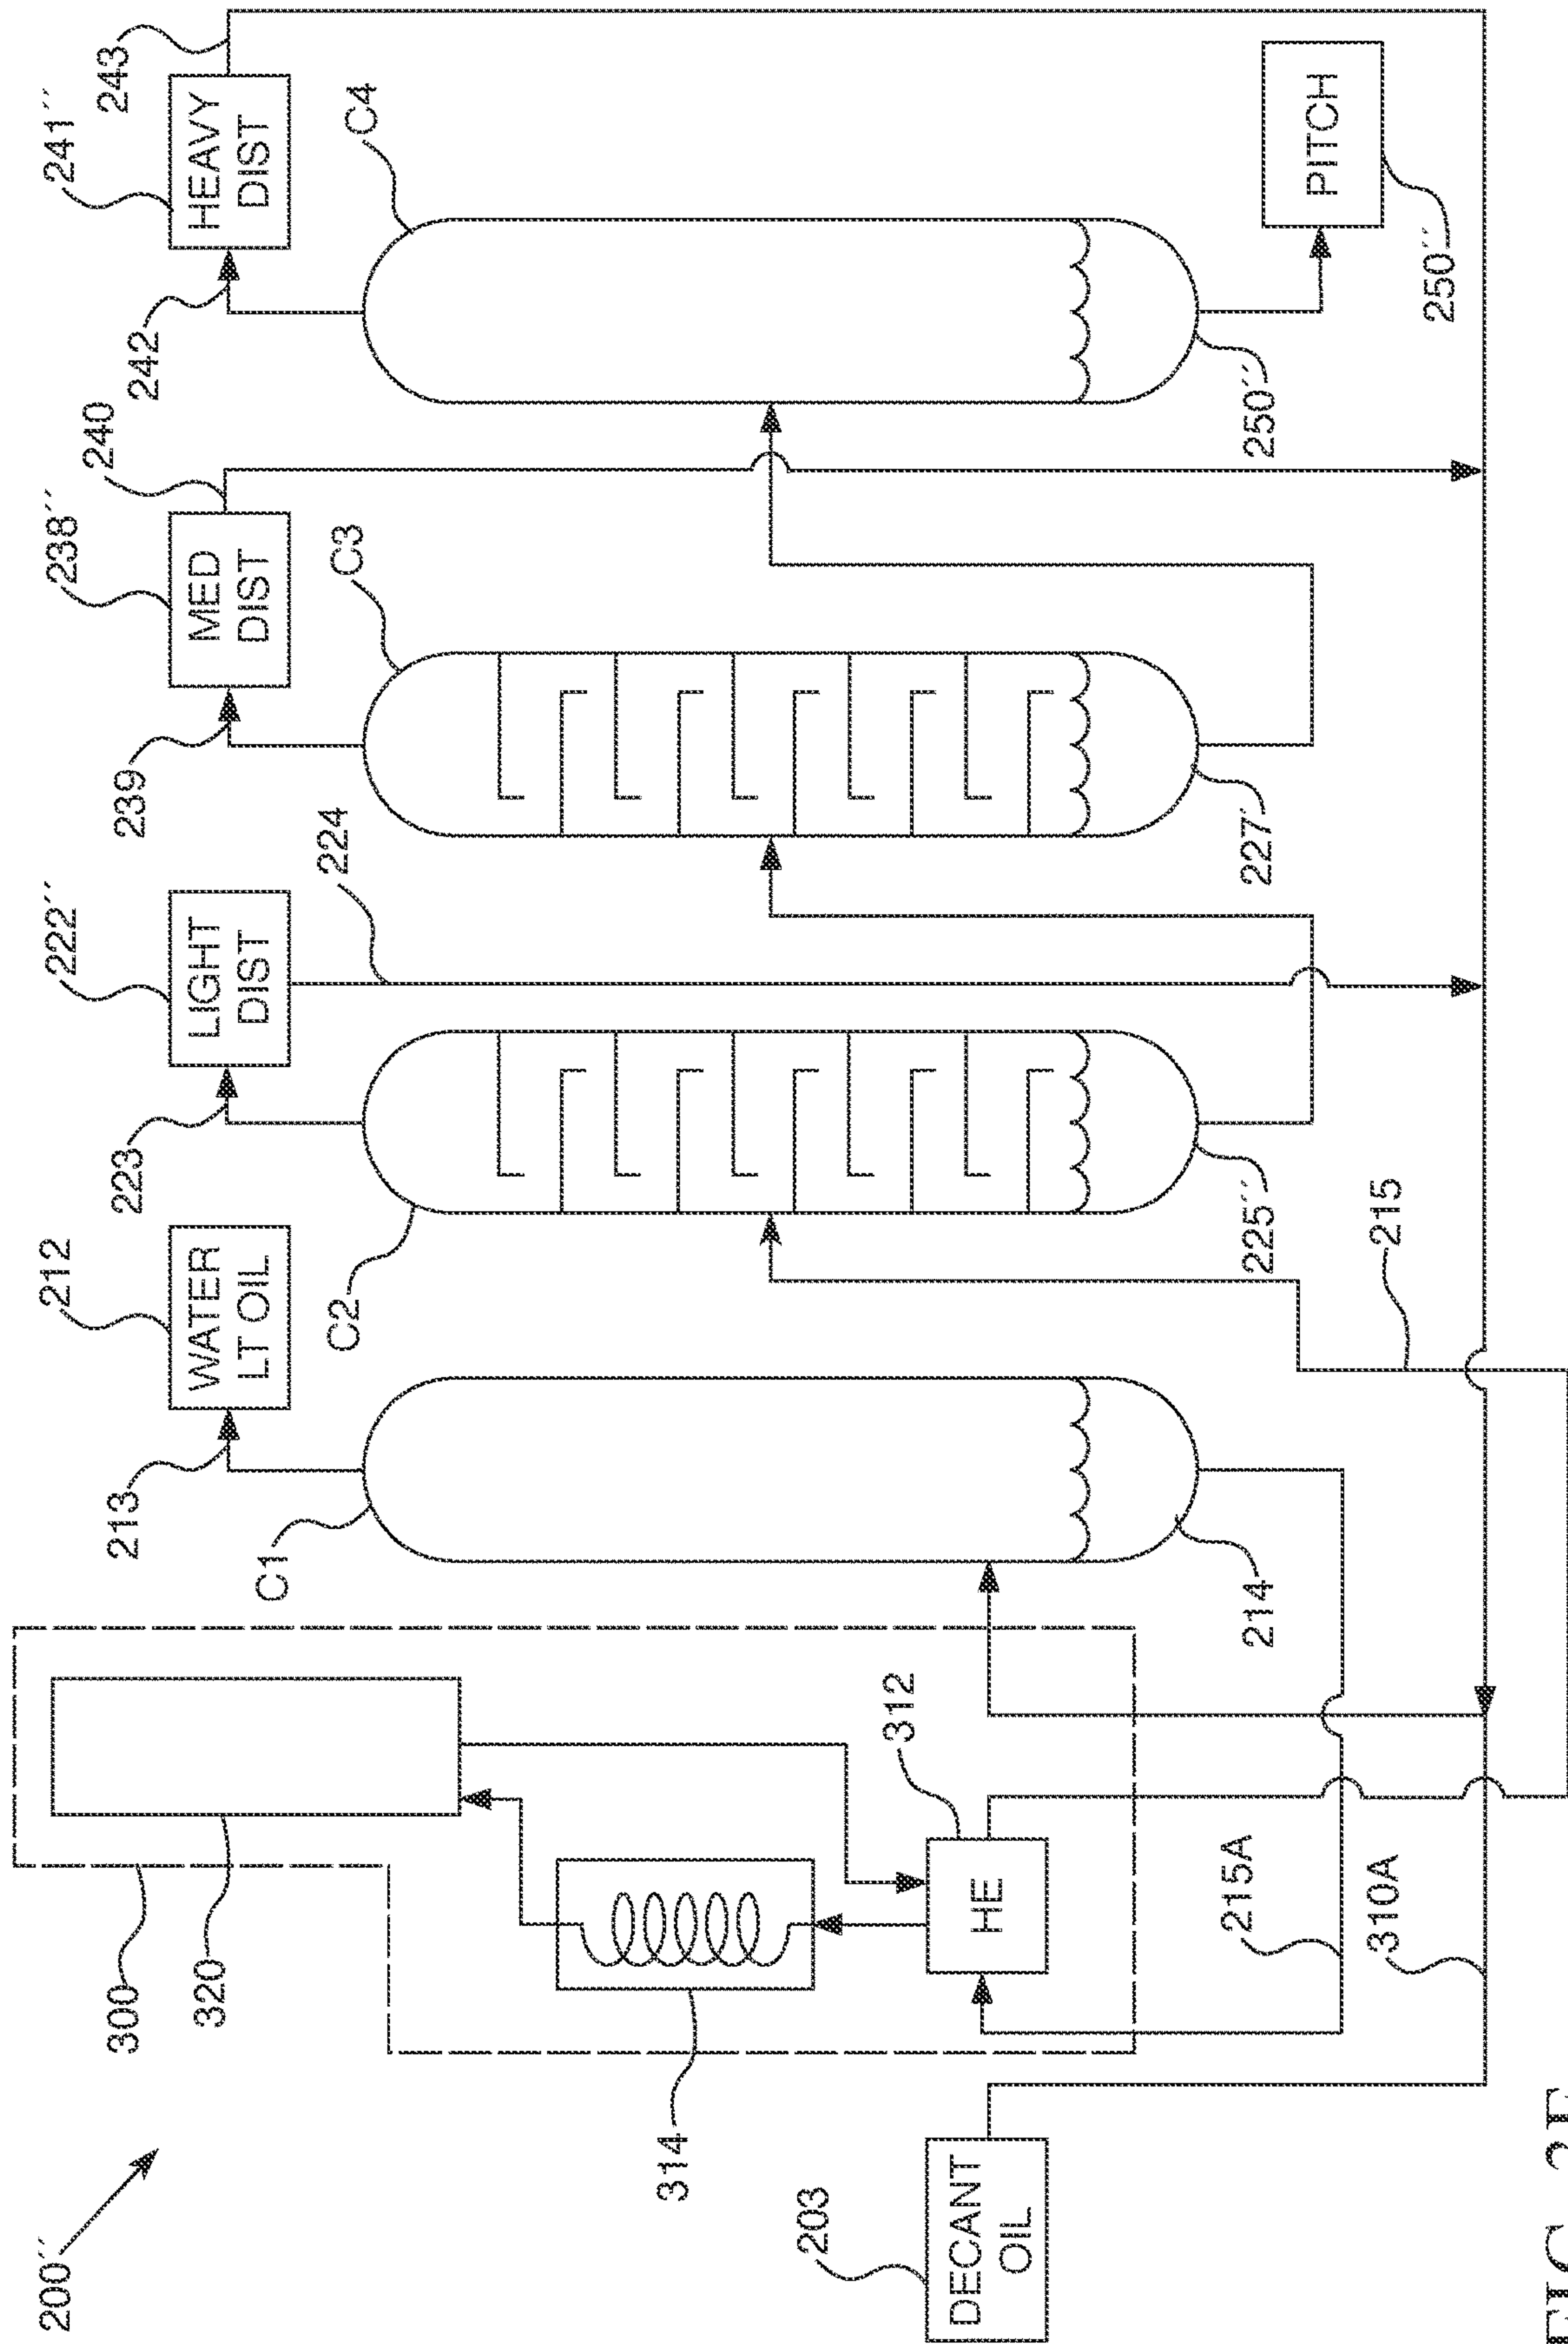 200´´
300
320
314
312
HE
203
DECANT
OIL
215A
310A
213
212
WATER
LT OIL
C1
214
215
223
222´´
LIGHT
DIST
224
C2
225´´
239
238´´
MED
DIST
240
C3
227´
242
241´´
HEAVY
DIST
243
C4
250´´
PITCH
250´´
FIG.